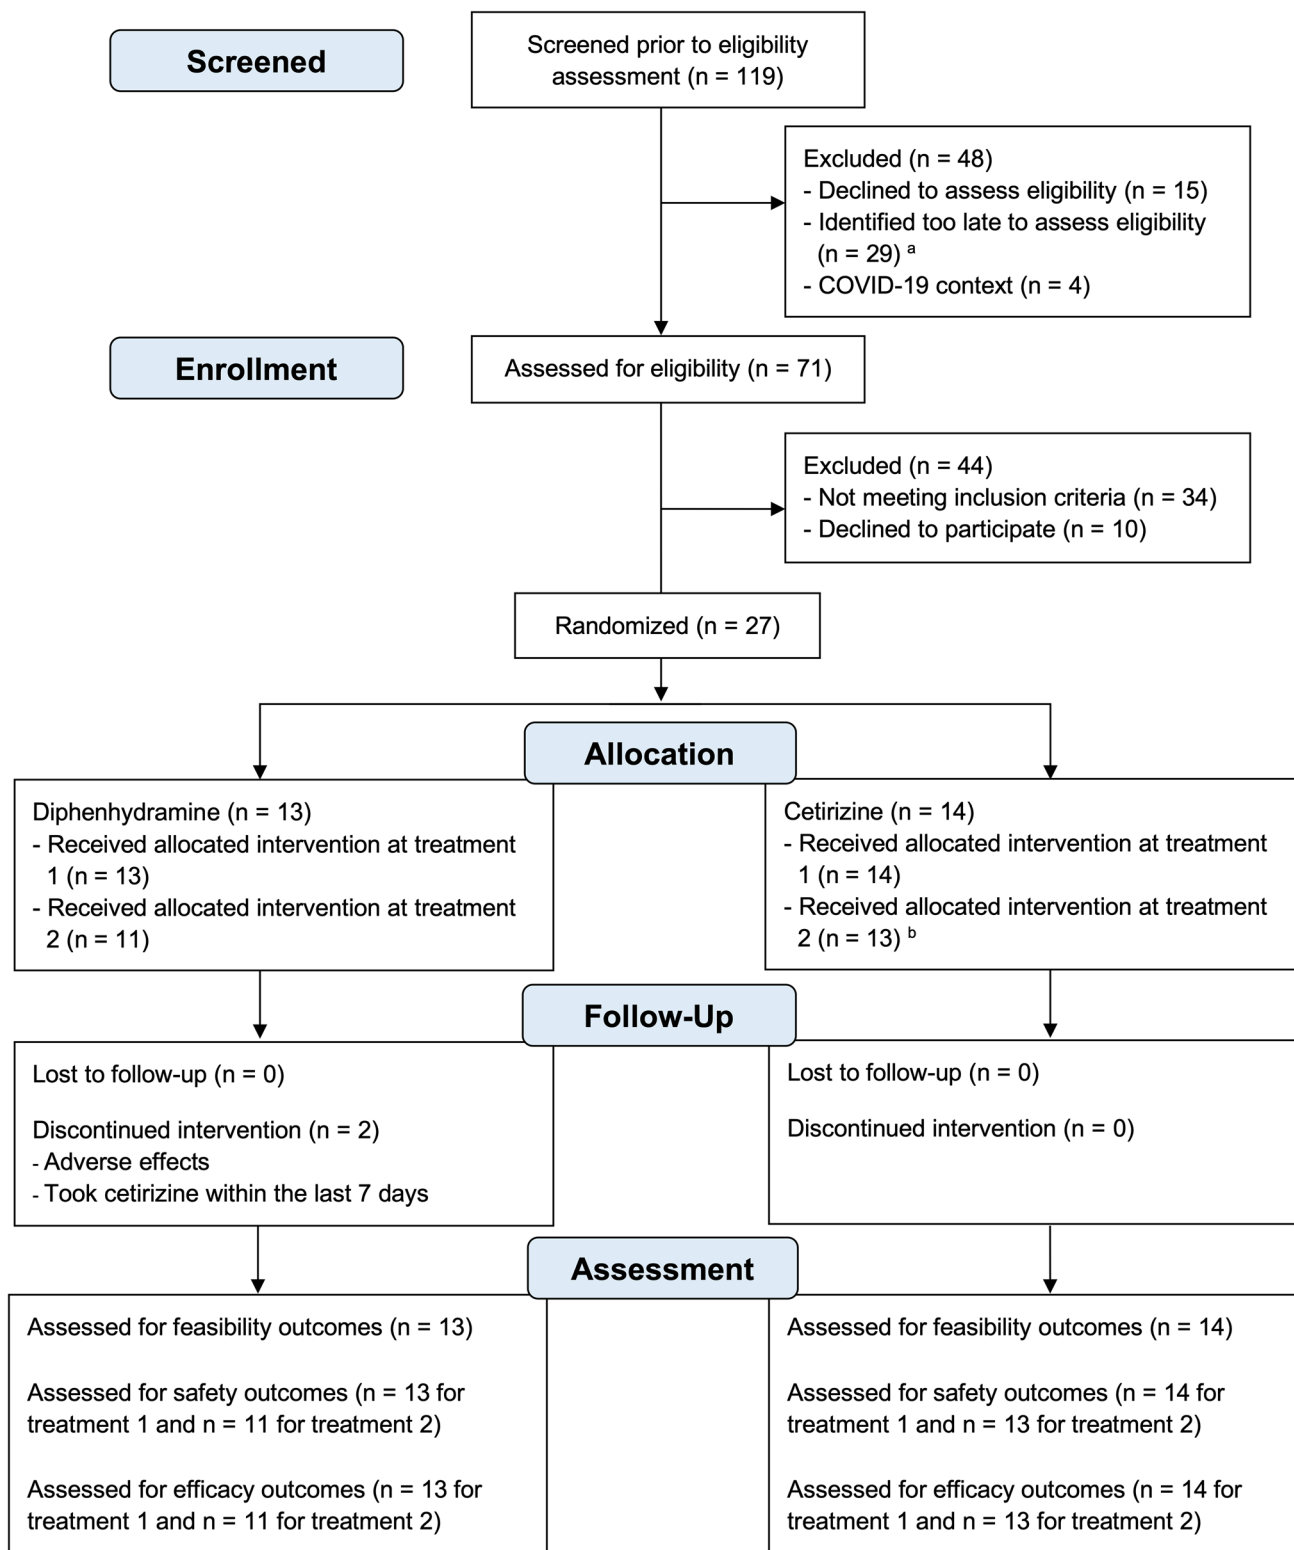 Screened
Screened prior to eligibility
assessment (n = 119)
Excluded (n = 48)
- Declined to assess eligibility (n = 15)
- Identified too late to assess eligibility
(n = 29) a
- COVID-19 context (n = 4)
Enrollment
Assessed for eligibility (n = 71)
Excluded (n = 44)
- Not meeting inclusion criteria (n = 34)
- Declined to participate (n = 10)
Randomized (n = 27)
Allocation
Diphenhydramine (n = 13)
- Received allocated intervention at treatment
1 (n = 13)
- Received allocated intervention at treatment
2 (n = 11)
Cetirizine (n = 14)
- Received allocated intervention at treatment
1 (n = 14)
- Received allocated intervention at treatment
2 (n = 13) b
Follow-Up
Lost to follow-up (n = 0)
Discontinued intervention (n = 2)
- Adverse effects
- Took cetirizine within the last 7 days
Lost to follow-up (n = 0)
Discontinued intervention (n = 0)
Assessment
Assessed for feasibility outcomes (n = 13)
Assessed for safety outcomes (n = 13 for
treatment 1 and n = 11 for treatment 2)
Assessed for efficacy outcomes (n = 13 for
treatment 1 and n = 11 for treatment 2)
Assessed for feasibility outcomes (n = 14)
Assessed for safety outcomes (n = 14 for
treatment 1 and n = 13 for treatment 2)
Assessed for efficacy outcomes (n = 14 for
treatment 1 and n = 13 for treatment 2)